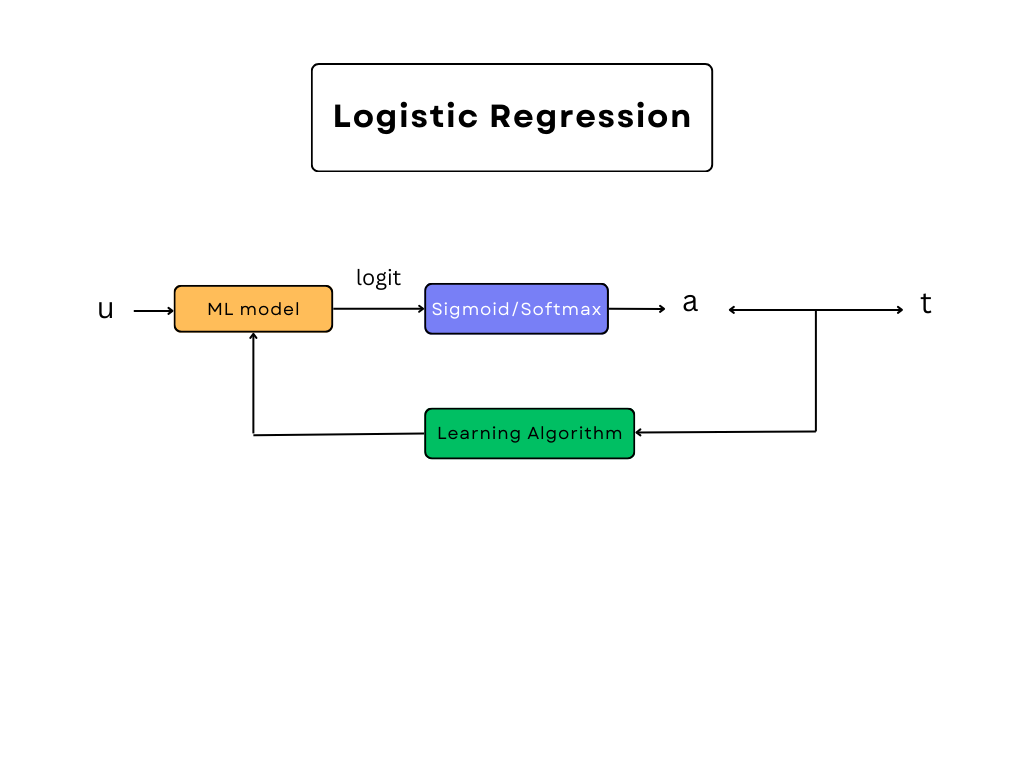 Logistic Regression
logit
u
ML model
Sigmoid/Softmax
a
t
Learning Algorithm